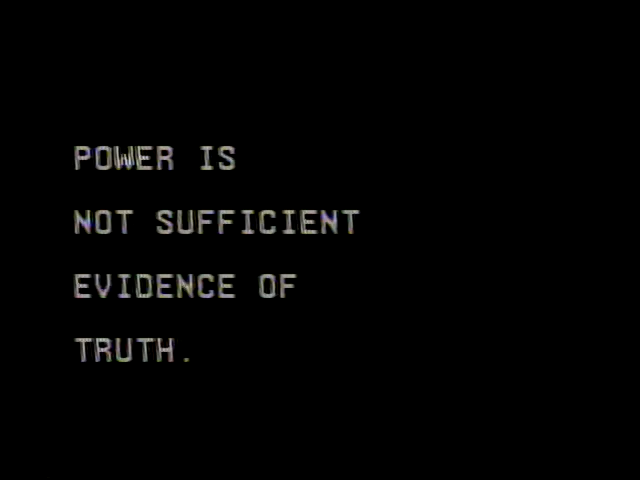 POWER IS
NOT SUFFICIENT
EVIDENCE OF
TRUTH.